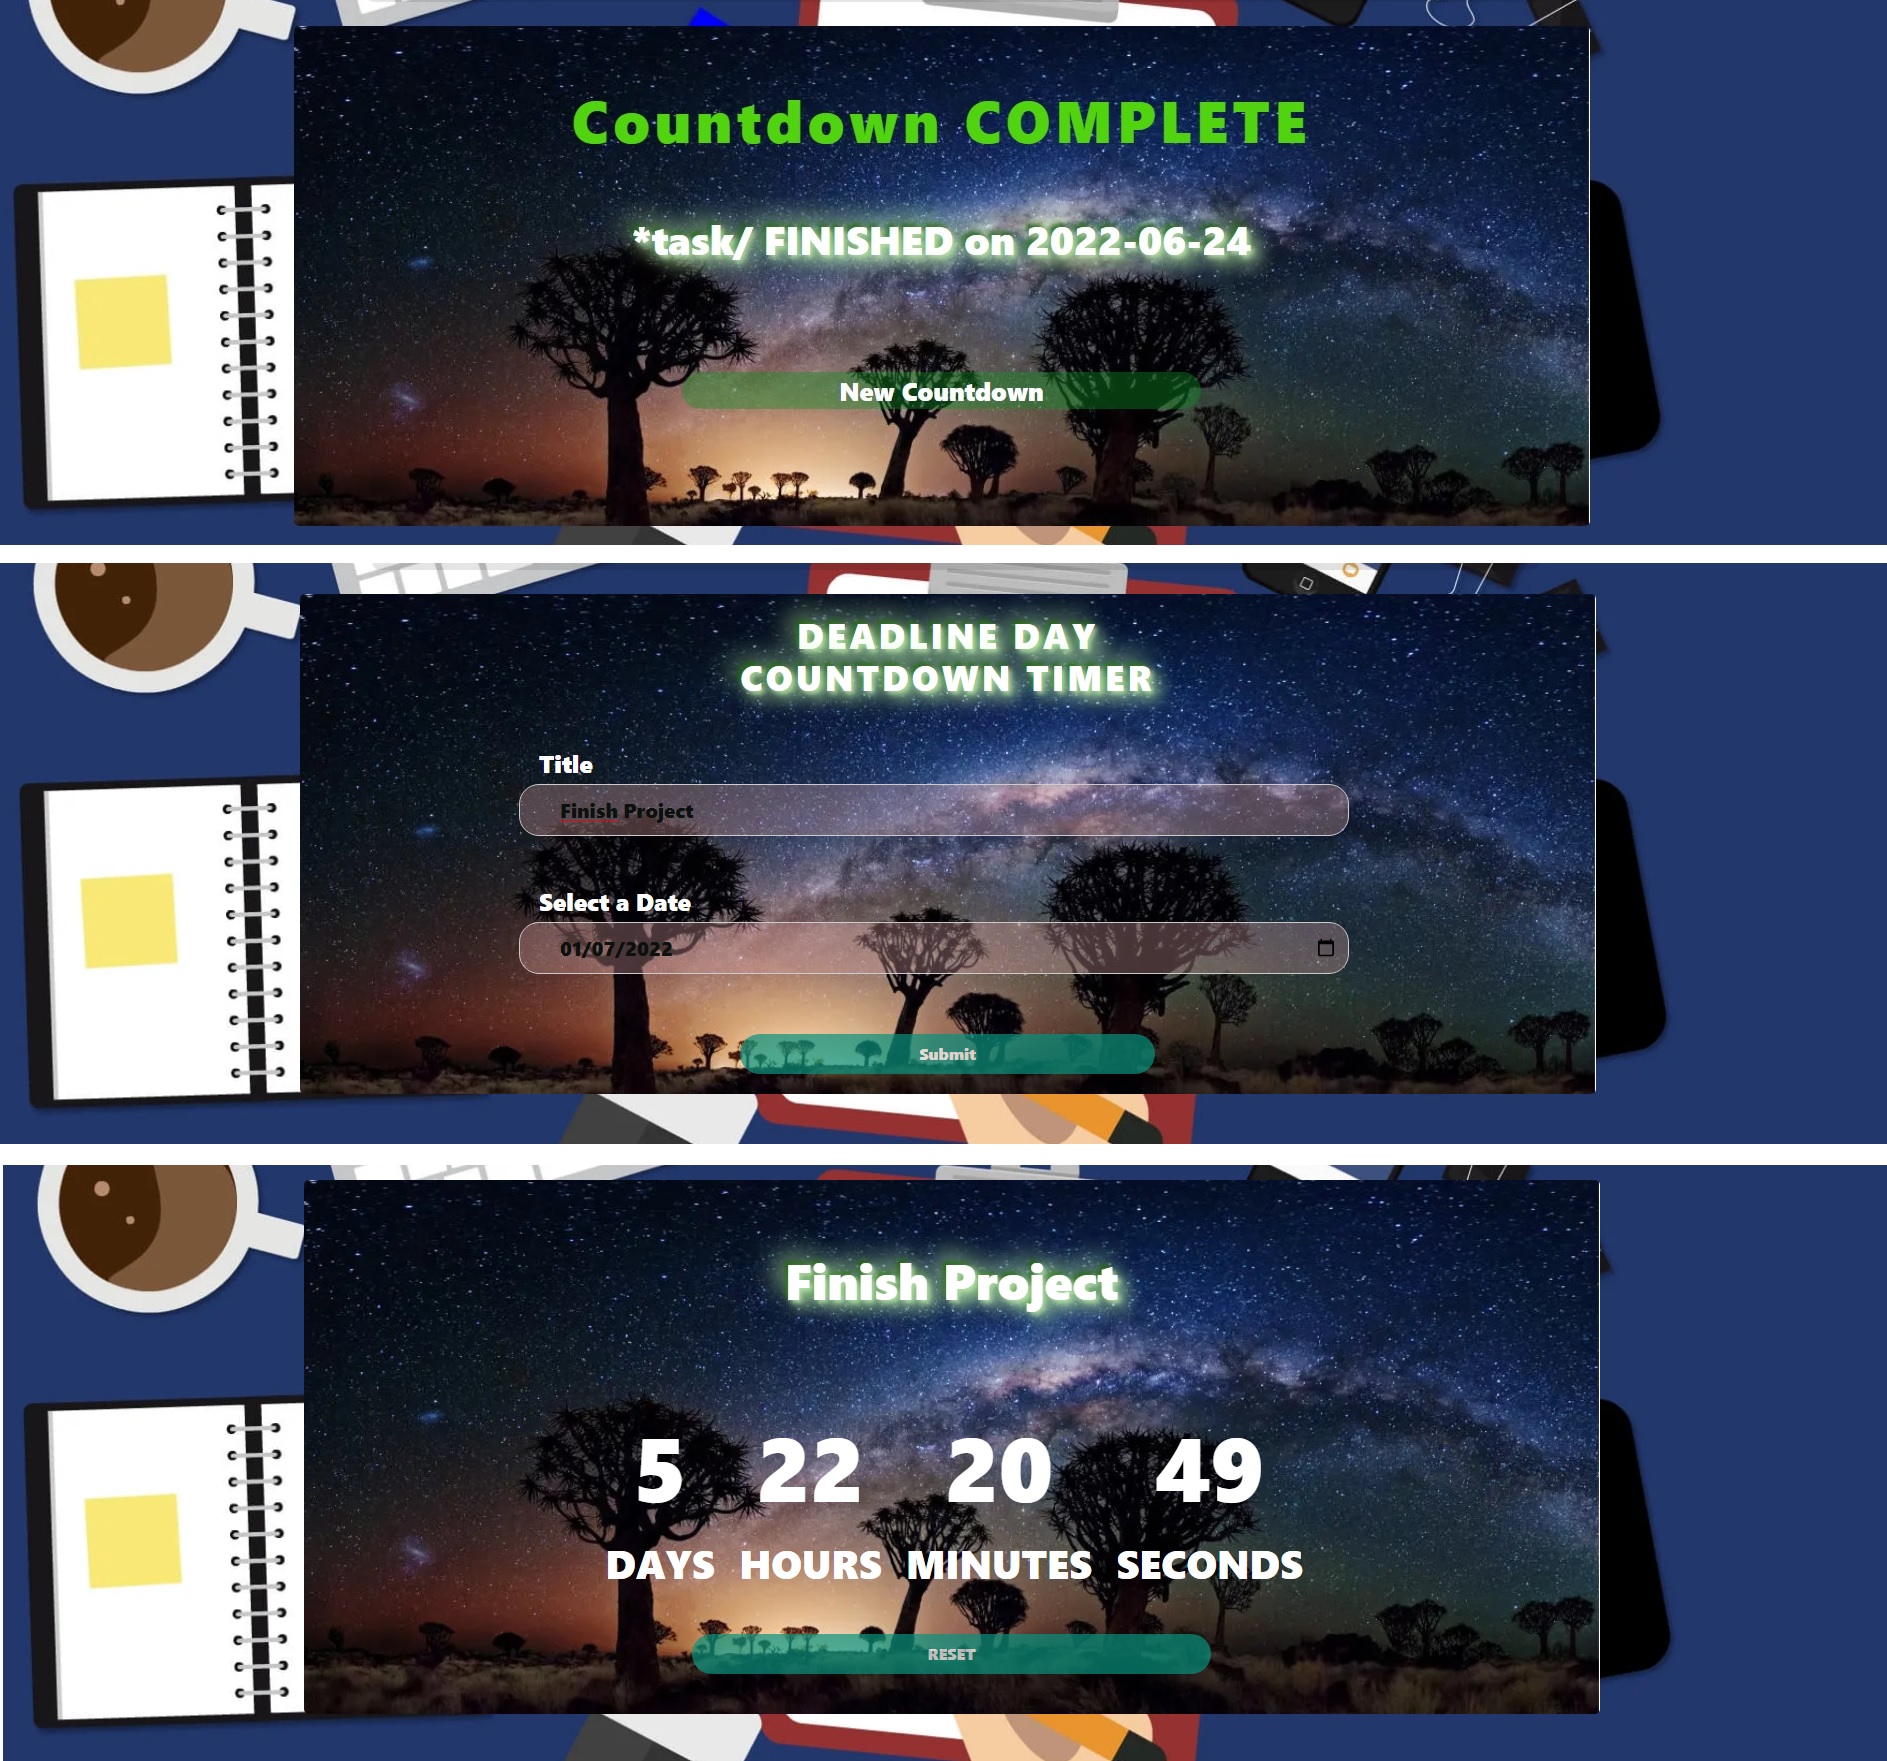 Countdown COMPLETE
*task/ FINISHED on 2022-06-24
New Countdown
DEADLINE DAY
COUNTDOWN TIMER
Title
Finish Project
Select a Date
01/07/2022
Submit
Finish Project
5 22 20 49
DAYS HOURS MINUTES SECONDS
RESET